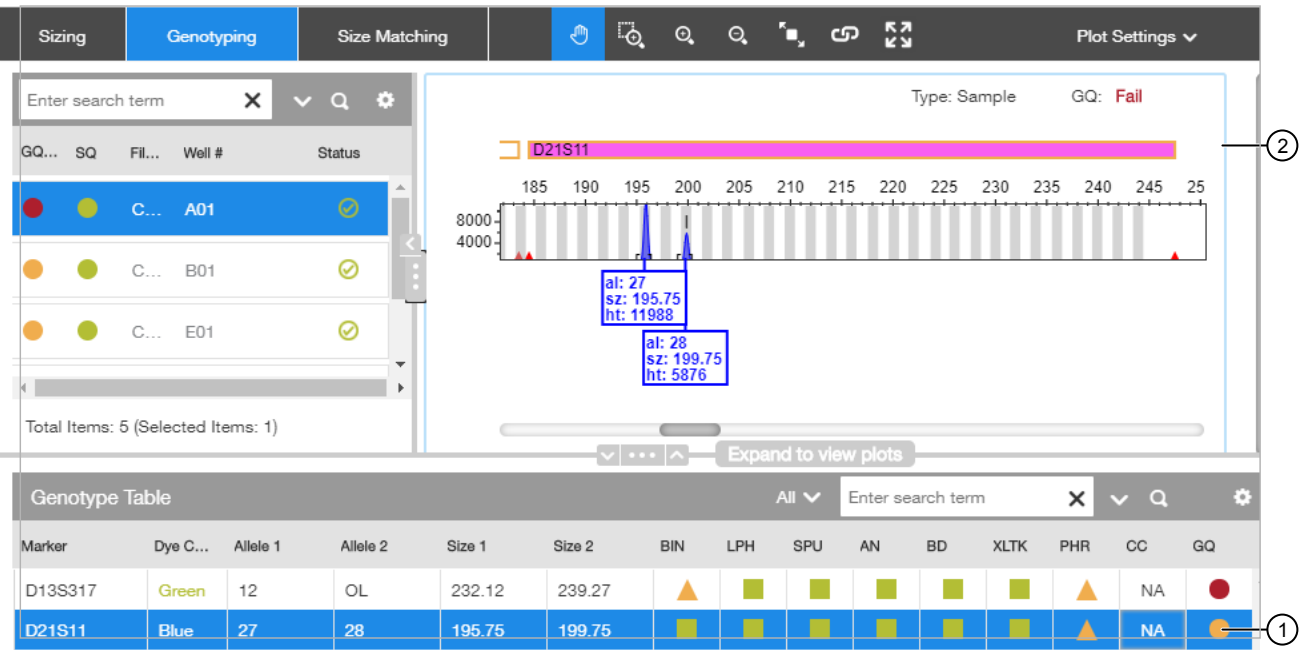 Sizing Genotyping Size Matching Plot Settings
Enter search term
GQ... SQ Fil... Well # Status
C... A01
C... B01
C... E01
Total Items: 5 (Selected Items: 1)
Type: Sample GQ: Fail
2
D21S11
185 190 195 200 205 210 215 220 225 230 235 240 245 25
8000
4000
al: 27
sz: 195.75
ht: 11988
al: 28
sz: 199.75
ht: 5876
Expand to view plots
Genotype Table All Enter search term
Marker Dye C... Allele 1 Allele 2 Size 1 Size 2 BIN LPH SPU AN BD XLTK PHR CC GQ
D13S317 Green 12 OL 232.12 239.27 NA
D21S11 Blue 27 28 195.75 199.75 NA 1